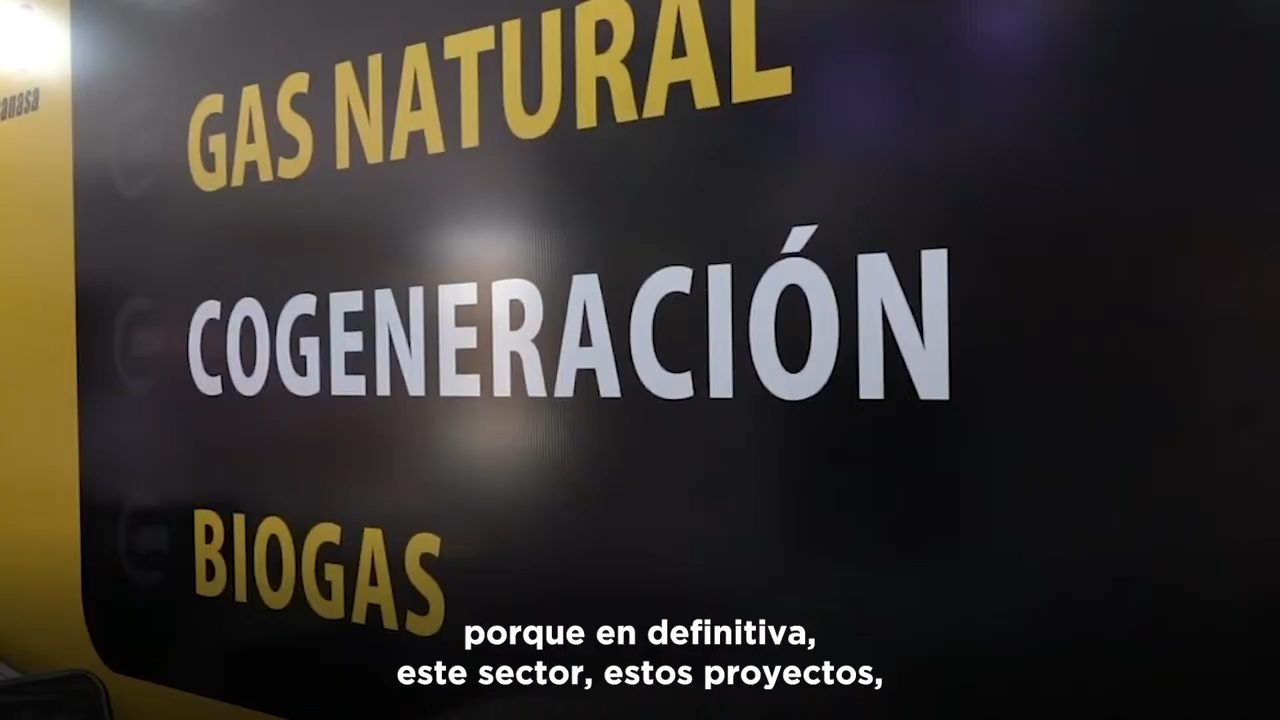 GAS NATURAL
COGENERACIÓN
BIOGAS
porque en definitiva,
este sector, estos proyectos,